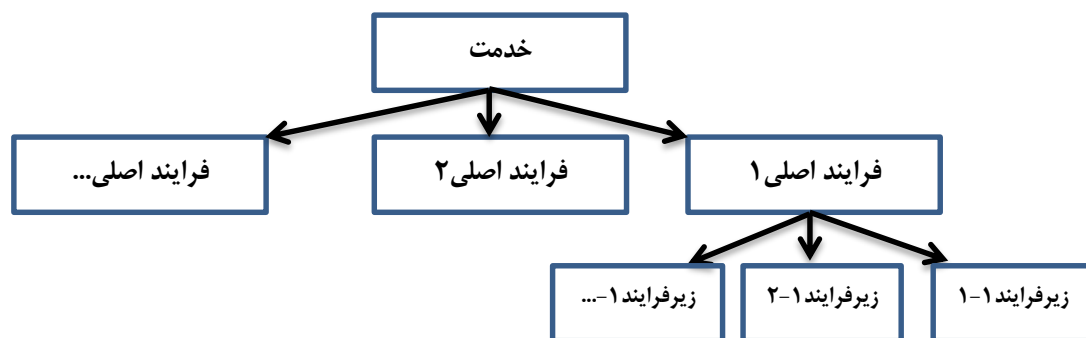 خدمت
فرایند اصلی۱
فرایند اصلی۲
فرایند اصلی...
زیرفرایند۱-۱
زیرفرایند۱-۲
زیرفرایند۱-...